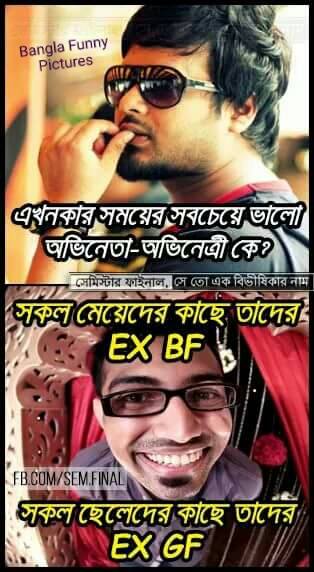 Bangla Funny
Pictures
এখনকার সময়ের সবচেয়ে ভালো
অভিনেতা-অভিনেত্রী কে?
সেমিস্টার ফাইনাল, সে তো এক বিভীষিকার নাম
সকল মেয়েদের কাছে তাদের
EX BF
FB.COM/SEM.FINAL
সকল ছেলেদের কাছে তাদের
EX GF